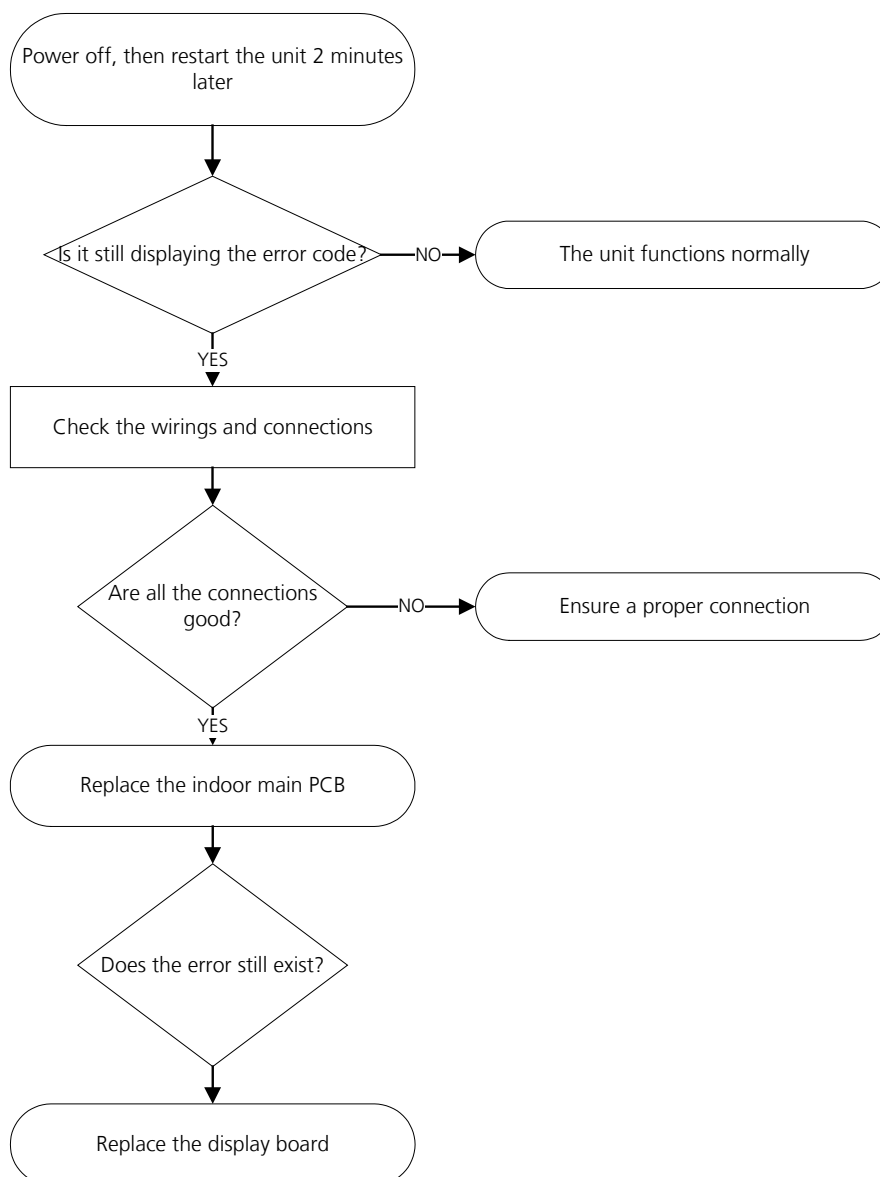 Power off, then restart the unit 2 minutes
later
Is it still displaying the error code?
NO
The unit functions normally
YES
Check the wirings and connections
Are all the connections
good?
NO
Ensure a proper connection
YES
Replace the indoor main PCB
Does the error still exist?
Replace the display board